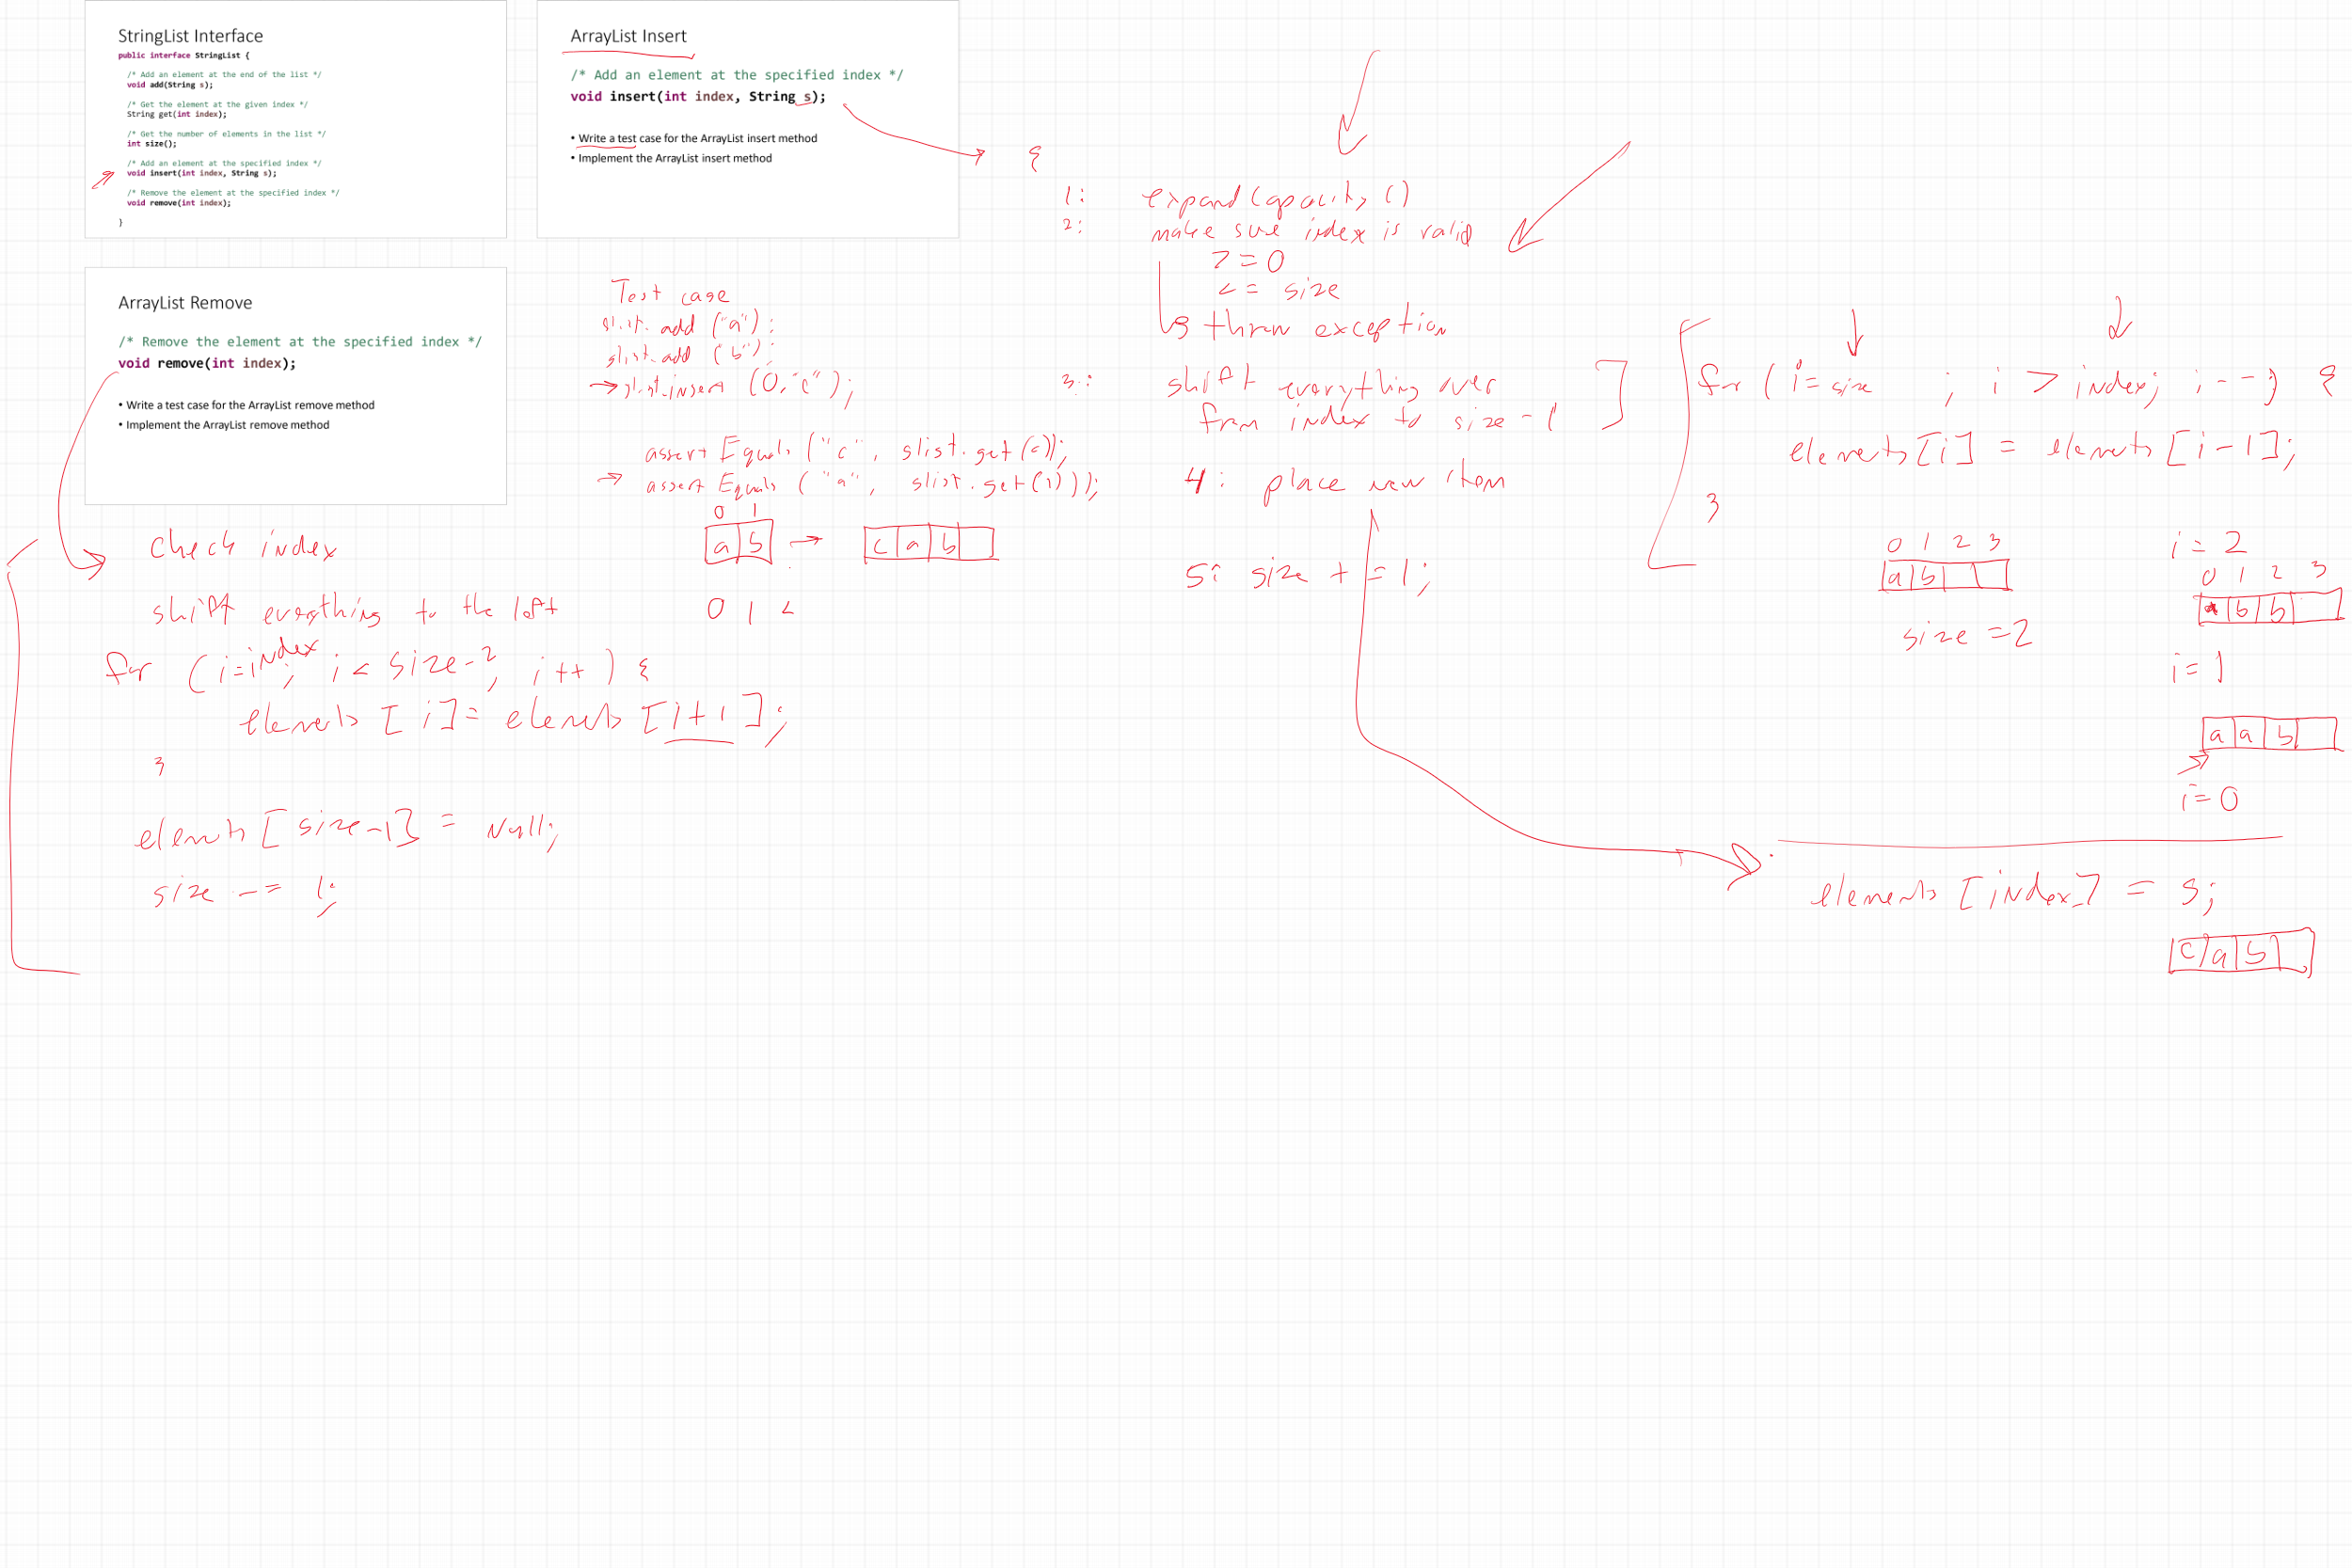 StringList Interface
public interface StringList {
/* Add an element at the end of the list */
void add(String s);
/* Get the element at the given index */
String get(int index);
/* Get the number of elements in the list */
int size();
/* Add an element at the specified index */
void insert(int index, String s);
/* Remove the element at the specified index */
void remove(int index);
}
ArrayList Insert
/* Add an element at the specified index */
void insert(int index, String s);
• Write a test case for the ArrayList insert method
• Implement the ArrayList insert method
ArrayList Remove
/* Remove the element at the specified index */
void remove(int index);
• Write a test case for the ArrayList remove method
• Implement the ArrayList remove method
Test case
slist.add ("a");
slist.add ("b");
slist.insert (0, "c");
assertEquals ("c", slist.get(0));
assertEquals ("a", slist.get(1)));
0 1
a b → c a b
0 1 2
check index
shift everything to the left
for (i=index; i < size-2; i++) {
elements [i] = elements [i+1];
}
elements [size-1] = null;
size -= 1;
{
1: expandCapacity ()
2: make sure index is valid
>= 0
<= size
↳ throw exception
3: shift everything over
from index to size-1
4: place new item
5: size += 1;
for (i=size ; i > index; i--) {
elements[i] = elements [i-1];
}
0 1 2 3
a b
size = 2
i = 2
0 1 2 3
a b b
i = 1
a a b
i = 0
elements [index] = s;
c a b